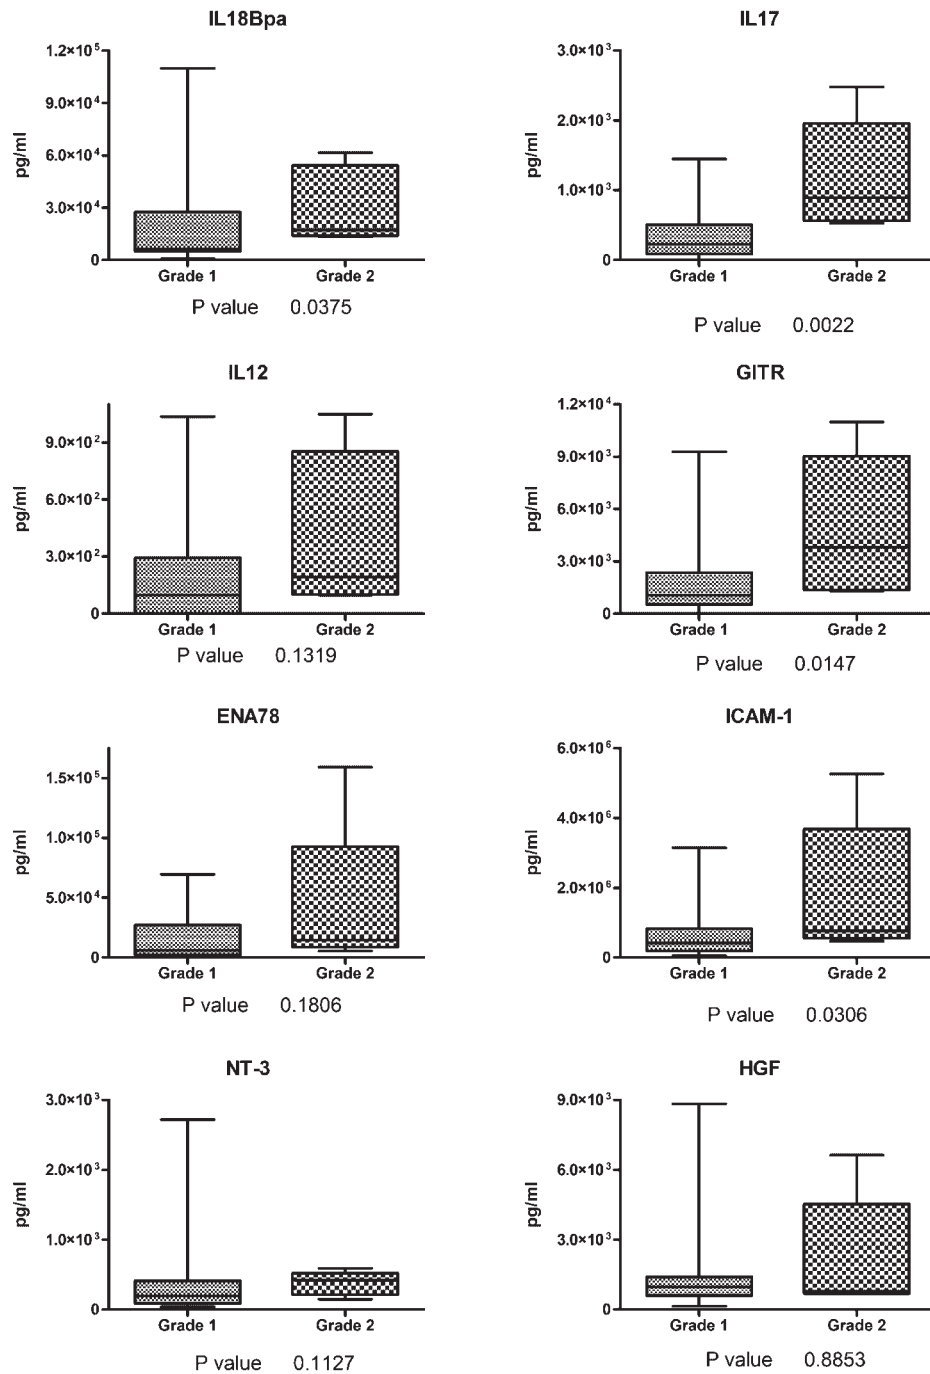 IL18Bpa
1.2×10⁵
9.0×10⁴
6.0×10⁴
3.0×10⁴
0
pg/ml
Grade 1 Grade 2
P value 0.0375
IL17
3.0×10³
2.0×10³
1.0×10³
0
pg/ml
Grade 1 Grade 2
P value 0.0022
IL12
9.0×10²
6.0×10²
3.0×10²
0
pg/ml
Grade 1 Grade 2
P value 0.1319
GITR
1.2×10⁴
9.0×10³
6.0×10³
3.0×10³
0
pg/ml
Grade 1 Grade 2
P value 0.0147
ENA78
1.5×10⁵
1.0×10⁵
5.0×10⁴
0
pg/ml
Grade 1 Grade 2
P value 0.1806
ICAM-1
6.0×10⁶
4.0×10⁶
2.0×10⁶
0
pg/ml
Grade 1 Grade 2
P value 0.0306
NT-3
3.0×10³
2.0×10³
1.0×10³
0
pg/ml
Grade 1 Grade 2
P value 0.1127
HGF
9.0×10³
6.0×10³
3.0×10³
0
pg/ml
Grade 1 Grade 2
P value 0.8853